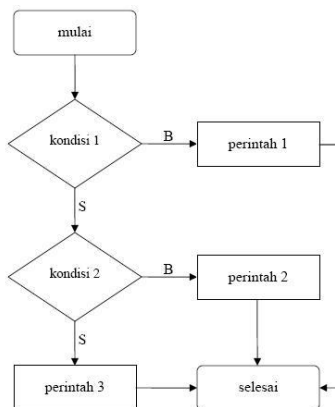 mulai
kondisi 1
B
perintah 1
S
kondisi 2
B
perintah 2
S
perintah 3
selesai